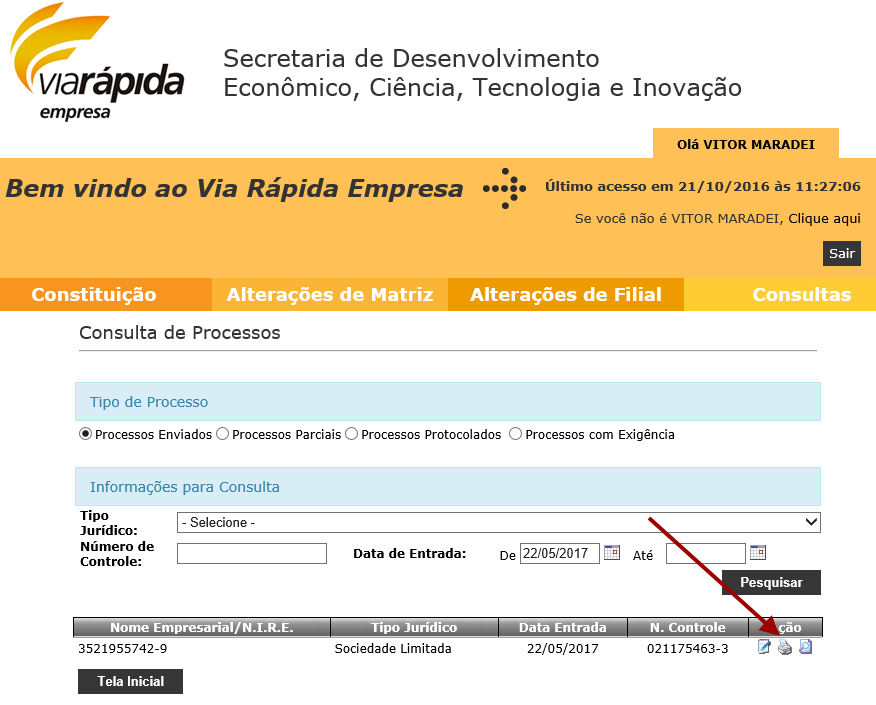 viarápida
empresa
Secretaria de Desenvolvimento
Econômico, Ciência, Tecnologia e Inovação
Olá VITOR MARADEI
Bem vindo ao Via Rápida Empresa
Último acesso em 21/10/2016 às 11:27:06
Se você não é VITOR MARADEI, Clique aqui
Sair
Constituição Alterações de Matriz Alterações de Filial Consultas
Consulta de Processos
Tipo de Processo
Processos Enviados Processos Parciais Processos Protocolados Processos com Exigência
Informações para Consulta
Tipo
Jurídico:
- Selecione -
Número de
Controle:
Data de Entrada: De 22/05/2017 Até
Pesquisar
Nome Empresarial/N.I.R.E. Tipo Jurídico Data Entrada N. Controle ção
3521955742-9 Sociedade Limitada 22/05/2017 021175463-3
Tela Inicial